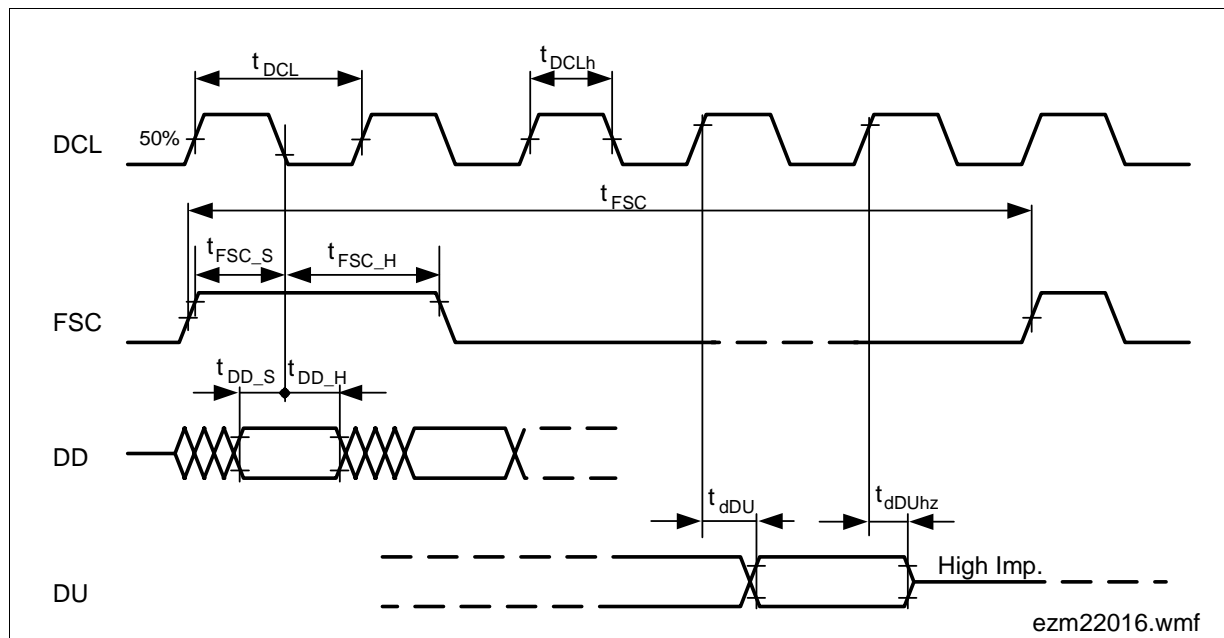 t DCL
t DCLh
DCL
50%
t FSC
t FSC_S
t FSC_H
FSC
t DD_S
t DD_H
DD
t dDU
t dDUhz
DU
High Imp.
ezm22016.wmf